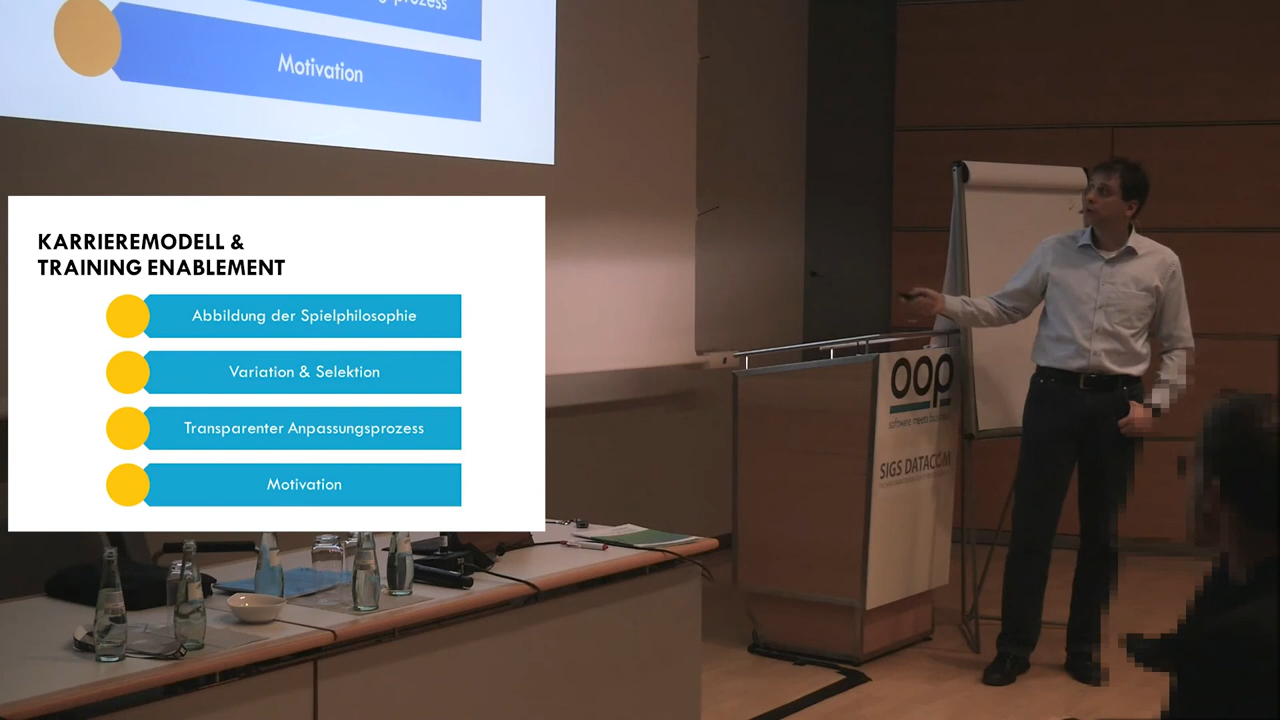 Motivation
KARRIEREMODELL &
TRAINING ENABLEMENT
Abbildung der Spielphilosophie
Variation & Selektion
Transparenter Anpassungsprozess
Motivation
oop
software meets business
SIGS DATACOM